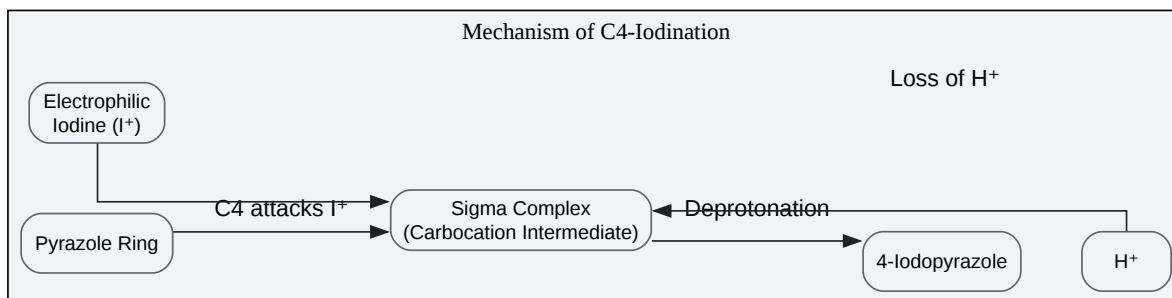 Mechanism of C4-Iodination
Loss of H⁺
Electrophilic
Iodine (I⁺)
C4 attacks I⁺
Pyrazole Ring
Sigma Complex
(Carbocation Intermediate)
Deprotonation
4-Iodopyrazole
H⁺